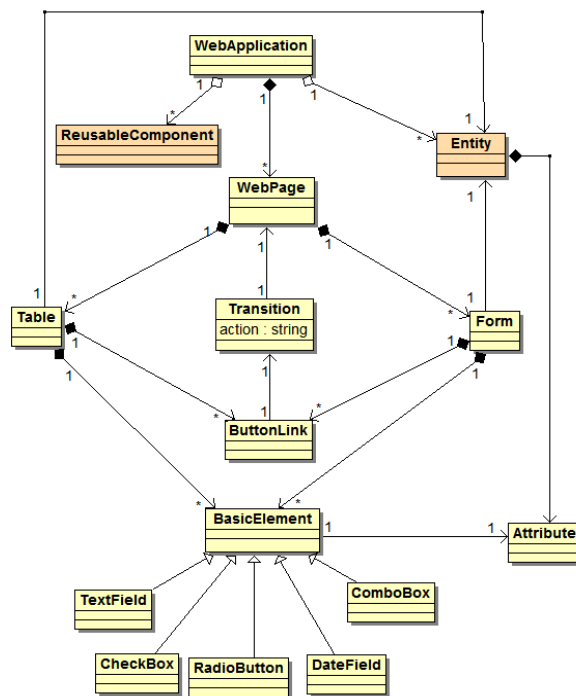 WebApplication
1
1
1
*
1
*
ReusableComponent
Entity
*
WebPage
1
1
1
1
*
1
*
1
1
Table
Transition
action : string
Form
1
1
1
1
1
1
*
*
ButtonLink
*
*
BasicElement
1
1
Attribute
TextField
ComboBox
CheckBox
RadioButton
DateField